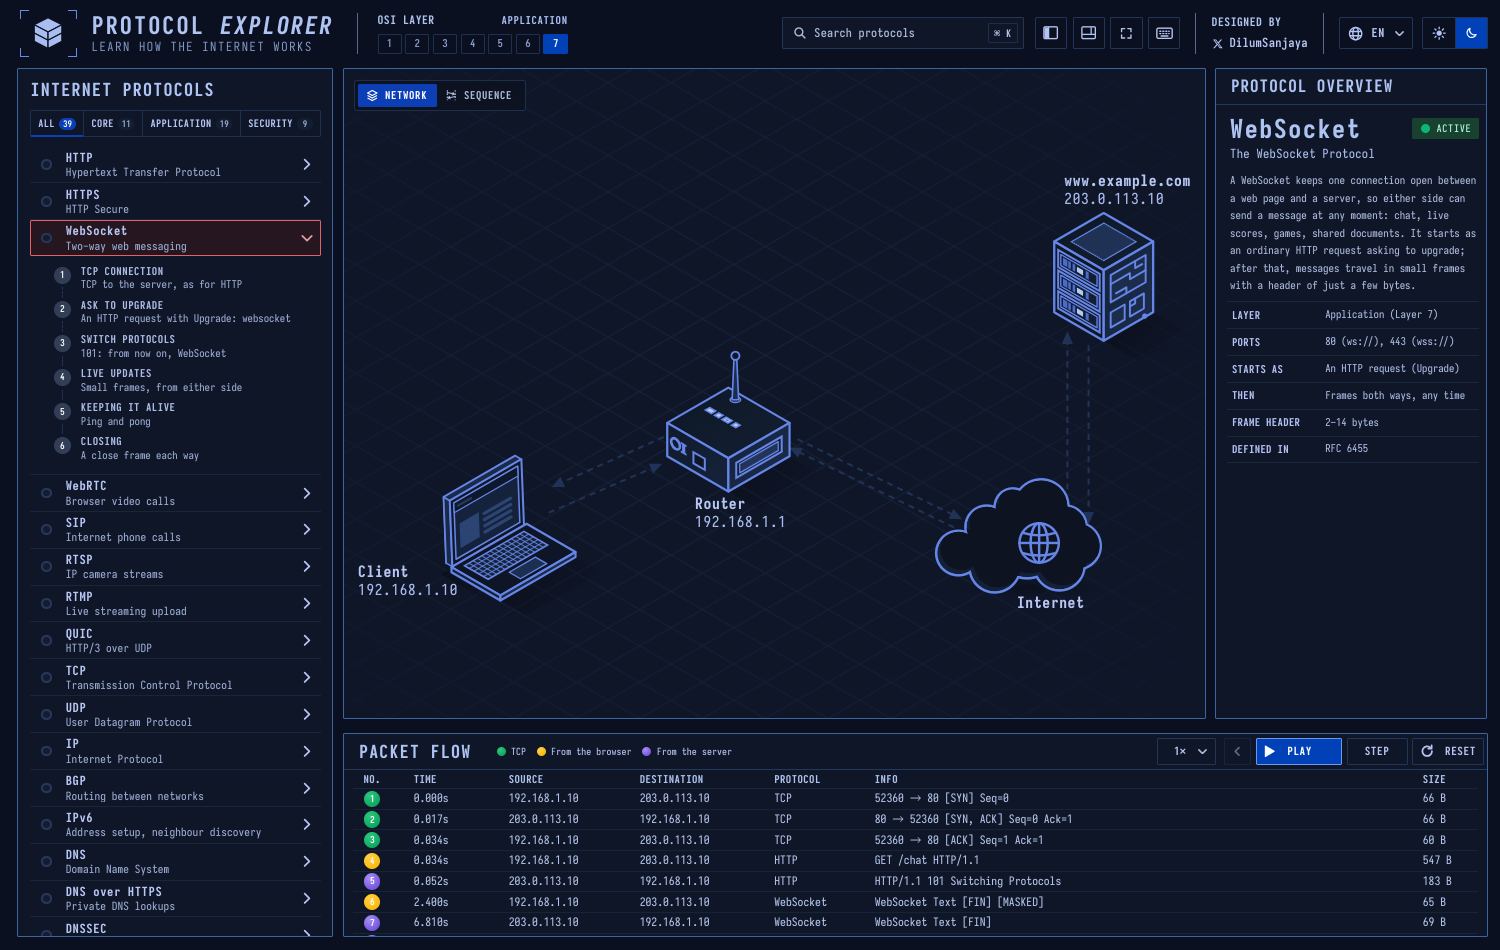 PROTOCOL EXPLORER
LEARN HOW THE INTERNET WORKS
OSI LAYER APPLICATION
1 2 3 4 5 6 7
Search protocols ⌘ K
DESIGNED BY
DilumSanjaya
EN
INTERNET PROTOCOLS
ALL 39 CORE 11 APPLICATION 19 SECURITY 9
HTTP
Hypertext Transfer Protocol
HTTPS
HTTP Secure
WebSocket
Two-way web messaging
1 TCP CONNECTION
TCP to the server, as for HTTP
2 ASK TO UPGRADE
An HTTP request with Upgrade: websocket
3 SWITCH PROTOCOLS
101: from now on, WebSocket
4 LIVE UPDATES
Small frames, from either side
5 KEEPING IT ALIVE
Ping and pong
6 CLOSING
A close frame each way
WebRTC
Browser video calls
SIP
Internet phone calls
RTSP
IP camera streams
RTMP
Live streaming upload
QUIC
HTTP/3 over UDP
TCP
Transmission Control Protocol
UDP
User Datagram Protocol
IP
Internet Protocol
BGP
Routing between networks
IPv6
Address setup, neighbour discovery
DNS
Domain Name System
DNS over HTTPS
Private DNS lookups
DNSSEC
NETWORK SEQUENCE
www.example.com
203.0.113.10
Router
192.168.1.1
Client
192.168.1.10
Internet
PROTOCOL OVERVIEW
WebSocket ACTIVE
The WebSocket Protocol
A WebSocket keeps one connection open between
a web page and a server, so either side can
send a message at any moment: chat, live
scores, games, shared documents. It starts as
an ordinary HTTP request asking to upgrade;
after that, messages travel in small frames
with a header of just a few bytes.
LAYER Application (Layer 7)
PORTS 80 (ws://), 443 (wss://)
STARTS AS An HTTP request (Upgrade)
THEN Frames both ways, any time
FRAME HEADER 2–14 bytes
DEFINED IN RFC 6455
PACKET FLOW TCP From the browser From the server 1× PLAY STEP RESET
NO. TIME SOURCE DESTINATION PROTOCOL INFO SIZE
1 0.000s 192.168.1.10 203.0.113.10 TCP 52360 → 80 [SYN] Seq=0 66 B
2 0.017s 203.0.113.10 192.168.1.10 TCP 80 → 52360 [SYN, ACK] Seq=0 Ack=1 66 B
3 0.034s 192.168.1.10 203.0.113.10 TCP 52360 → 80 [ACK] Seq=1 Ack=1 60 B
4 0.034s 192.168.1.10 203.0.113.10 HTTP GET /chat HTTP/1.1 547 B
5 0.052s 203.0.113.10 192.168.1.10 HTTP HTTP/1.1 101 Switching Protocols 183 B
6 2.400s 192.168.1.10 203.0.113.10 WebSocket WebSocket Text [FIN] [MASKED] 65 B
7 6.810s 203.0.113.10 192.168.1.10 WebSocket WebSocket Text [FIN] 69 B